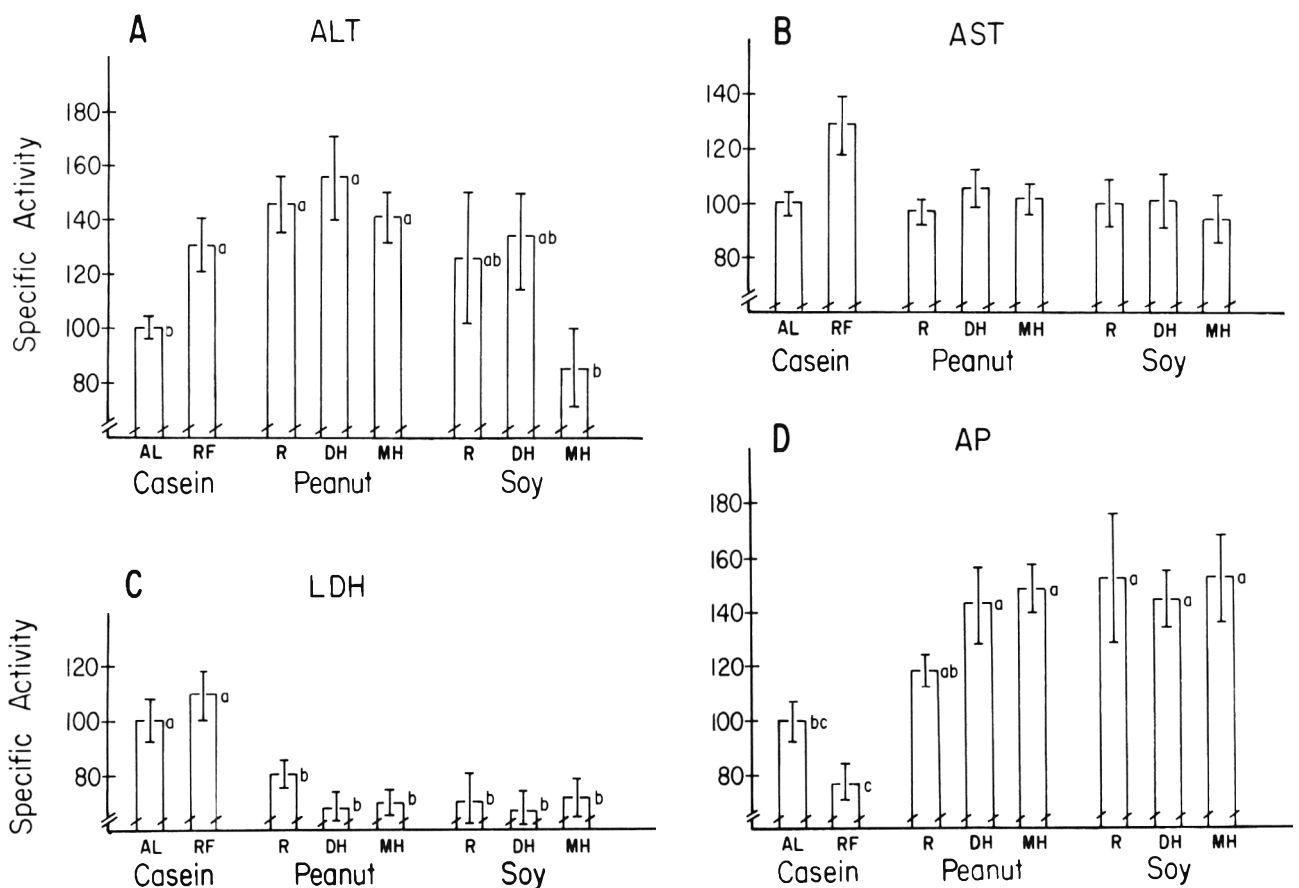 A ALT
Specific Activity
180
160
140
120
100
80
b
a
a
a
a
ab
ab
b
AL RF R DH MH R DH MH
Casein Peanut Soy
B AST
140
120
100
80
AL RF R DH MH R DH MH
Casein Peanut Soy
C LDH
Specific Activity
120
100
80
a
a
b
b
b
b
b
b
AL RF R DH MH R DH MH
Casein Peanut Soy
D AP
180
160
140
120
100
80
bc
c
ab
a
a
a
a
a
AL RF R DH MH R DH MH
Casein Peanut Soy